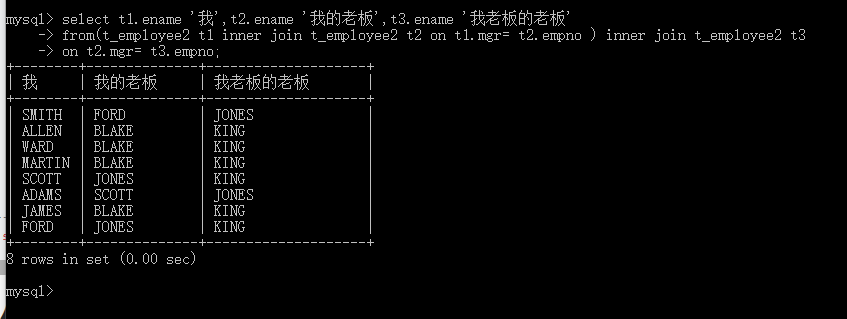 mysql> select t1.ename '我',t2.ename '我的老板',t3.ename '我老板的老板'
    -> from(t_employee2 t1 inner join t_employee2 t2 on t1.mgr= t2.empno ) inner join t_employee2 t3
    -> on t2.mgr= t3.empno;
+--------+--------------+--------------------+
| 我     | 我的老板     | 我老板的老板       |
+--------+--------------+--------------------+
| SMITH  | FORD         | JONES              |
| ALLEN  | BLAKE        | KING               |
| WARD   | BLAKE        | KING               |
| MARTIN | BLAKE        | KING               |
| SCOTT  | JONES        | KING               |
| ADAMS  | SCOTT        | JONES              |
| JAMES  | BLAKE        | KING               |
| FORD   | JONES        | KING               |
+--------+--------------+--------------------+
8 rows in set (0.00 sec)
mysql>